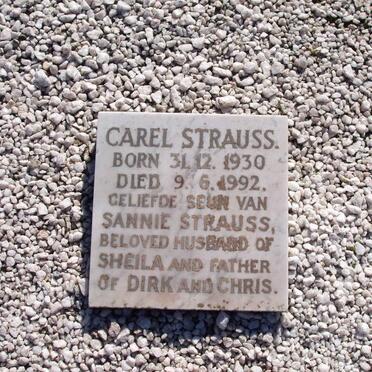 CAREL STRAUSS.
BORN 31.12.1930
DIED 9.6.1992.
GELIEFDE SEUN VAN
SANNIE STRAUSS,
BELOVED HUSBAND OF
SHEILA AND FATHER
OF DIRK AND CHRIS.